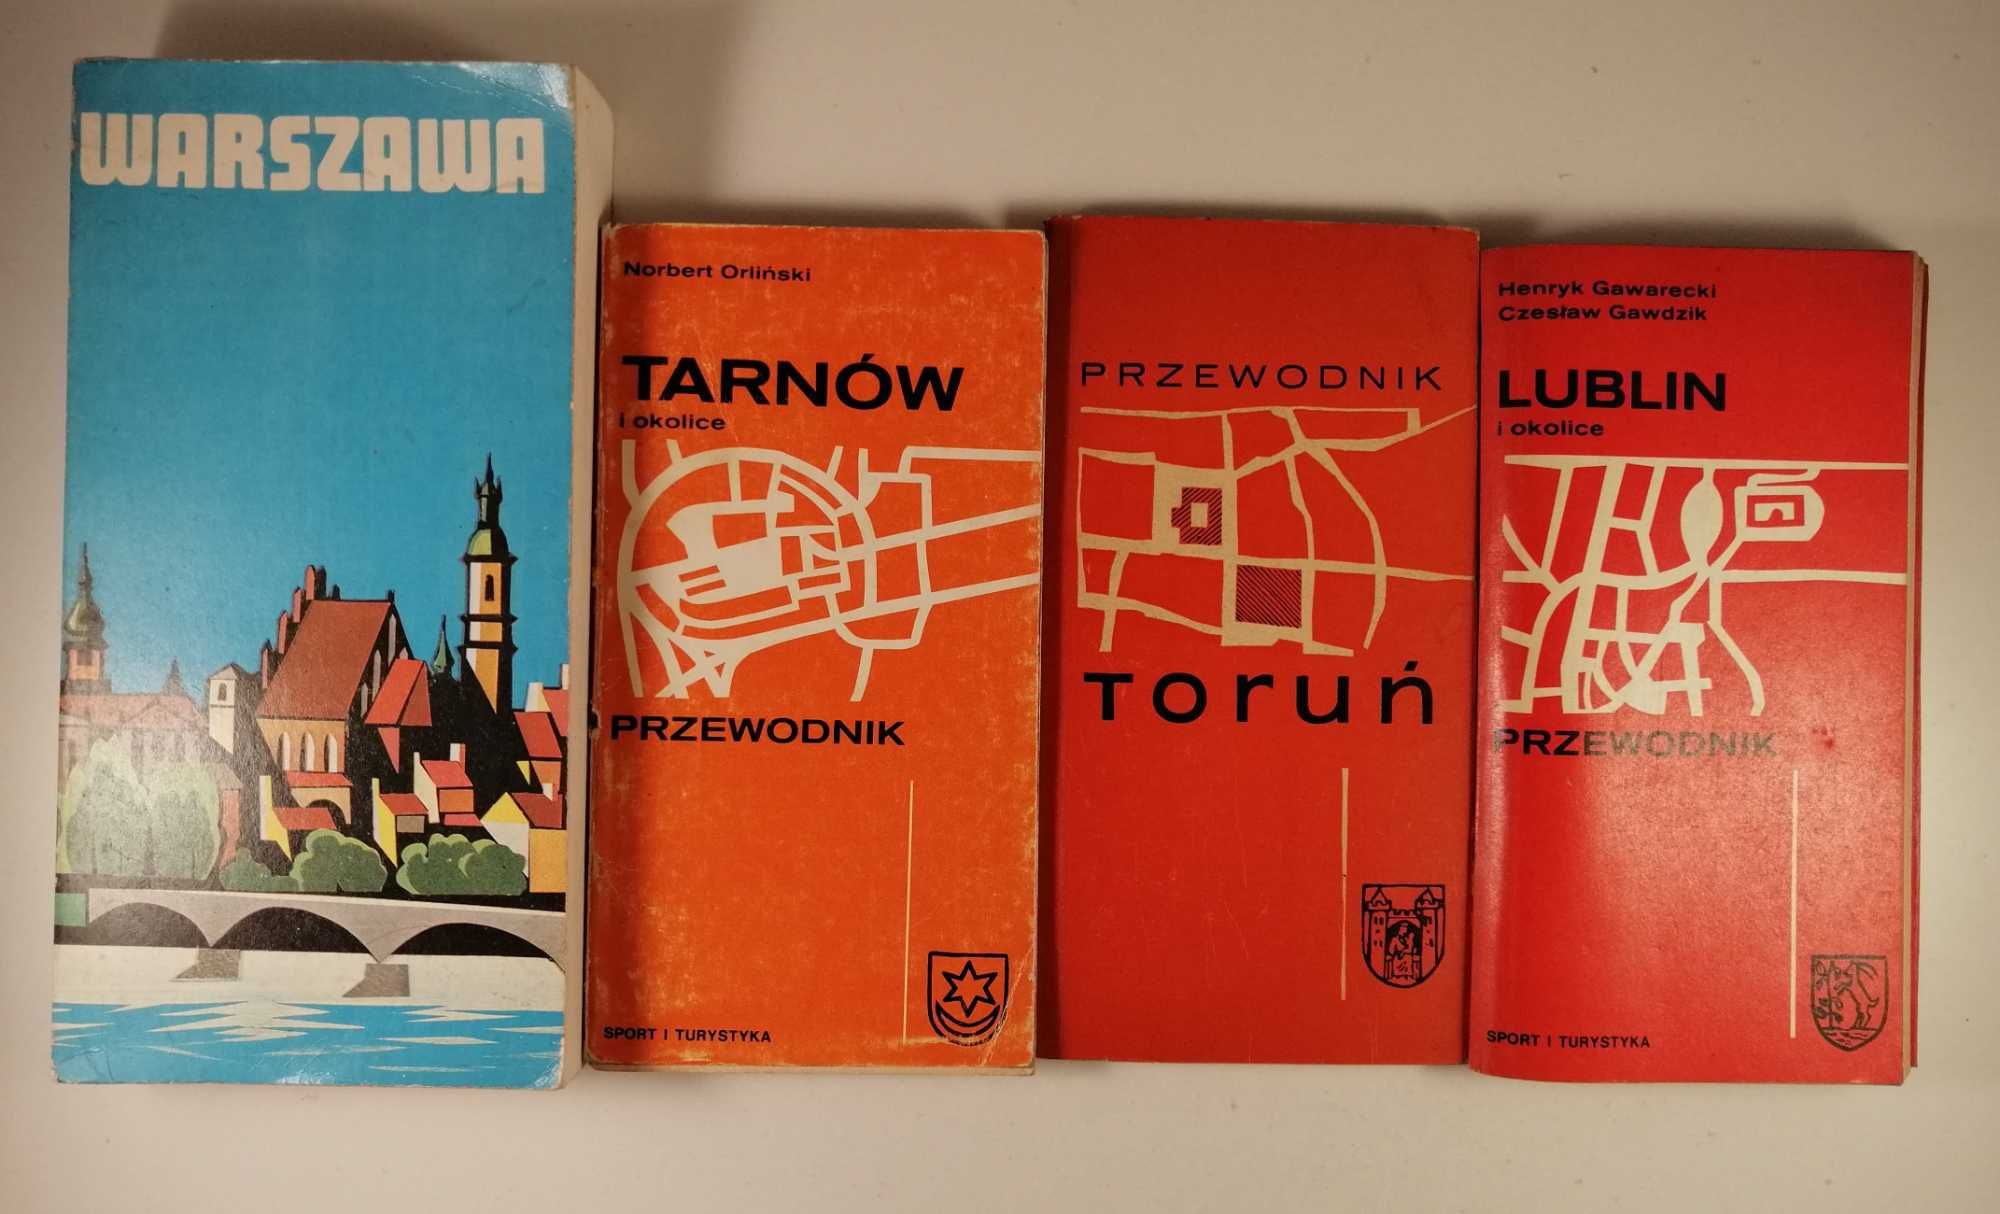 WARSZAWA
Norbert Orliński
TARNÓW
i okolice
PRZEWODNIK
SPORT I TURYSTYKA
PRZEWODNIK
Toruń
Henryk Gawarecki
Czesław Gawdzik
LUBLIN
i okolice
PRZEWODNIK
SPORT I TURYSTYKA